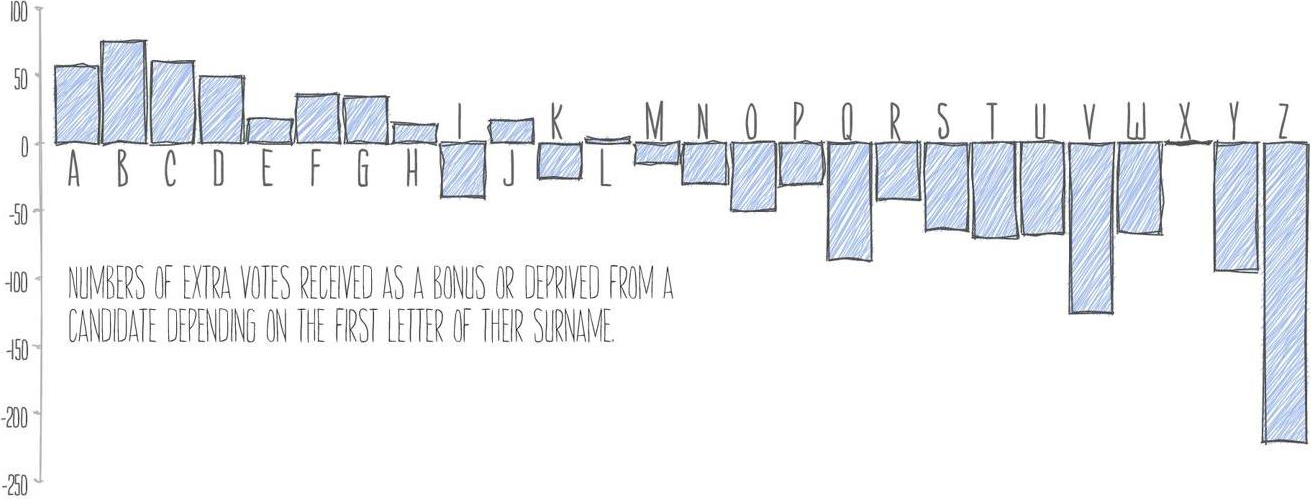 100
50
0
-50
-100
-150
-200
-250
I K M N O P Q R S T U V W X Y Z
A B C D E F G H J L
NUMBERS OF EXTRA VOTES RECEIVED AS A BONUS OR DEPRIVED FROM A
CANDIDATE DEPENDING ON THE FIRST LETTER OF THEIR SURNAME.